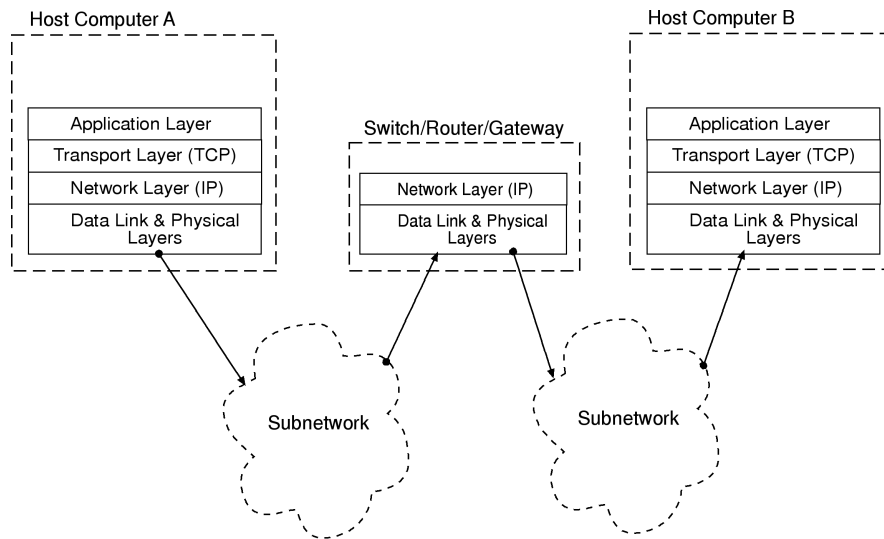 Host Computer A
Application Layer
Transport Layer (TCP)
Network Layer (IP)
Data Link & Physical
Layers
Switch/Router/Gateway
Network Layer (IP)
Data Link & Physical
Layers
Host Computer B
Application Layer
Transport Layer (TCP)
Network Layer (IP)
Data Link & Physical
Layers
Subnetwork
Subnetwork